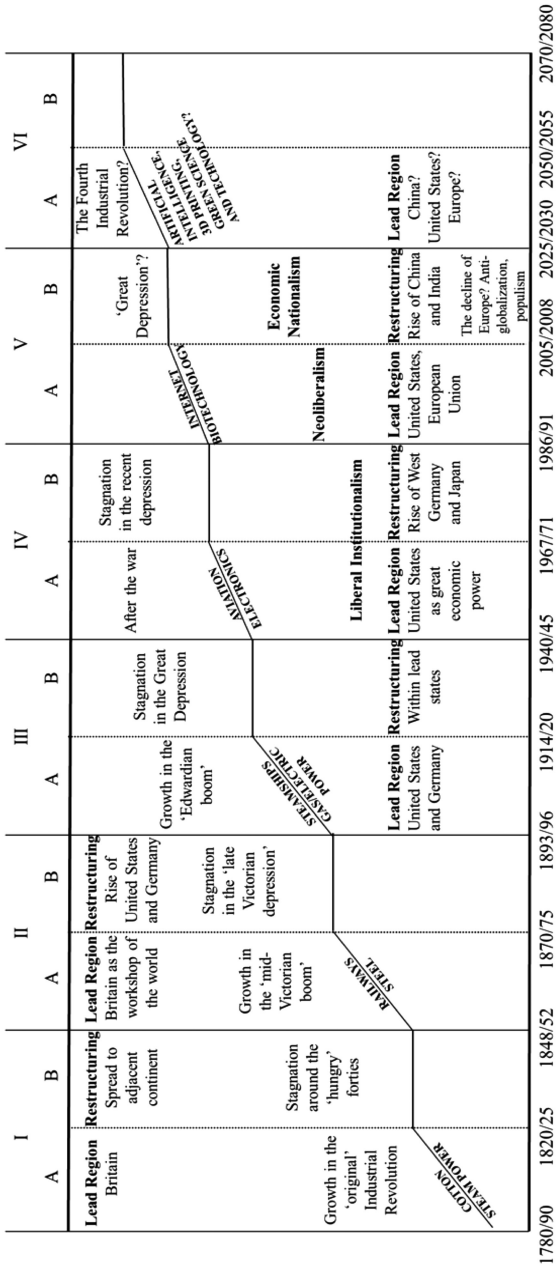 I
II
III
IV
V
VI
A
B
A
B
A
B
A
B
A
B
A
B
Lead Region
Britain
Restructuring
Spread to
adjacent
continent
Lead Region
Britain as the
workshop of
the world
Restructuring
Rise of
United States
and Germany
Growth in the
'Edwardian
boom'
Stagnation
in the Great
Depression
After the war
Stagnation
in the recent
depression
'Great
Depression'?
The Fourth
Industrial
Revolution?
Growth in the
'original'
Industrial
Revolution
Stagnation
around the
'hungry'
forties
Growth in
the 'mid-
Victorian
boom'
Stagnation
in the 'late
Victorian
depression'
COTTON
STEAM POWER
RAILWAYS
STEEL
STEAMSHIPS
GAS/ELECTRIC
POWER
AVIATION
ELECTRONICS
INTERNET
BIOTECHNOLOGY
ARTIFICIAL
INTELLIGENCE,
3D PRINTING,
GREEN SCIENCE
AND TECHNOLOGY?
Liberal Institutionalism
Neoliberalism
Economic
Nationalism
Lead Region
United States
and Germany
Restructuring
Within lead
states
Lead Region
United States
as great
economic
power
Restructuring
Rise of West
Germany
and Japan
Lead Region
United States,
European
Union
Restructuring
Rise of China
and India
The decline of
Europe? Anti-
globalization,
populism
Lead Region
China?
United States?
Europe?
1780/90
1820/25
1848/52
1870/75
1893/96
1914/20
1940/45
1967/71
1986/91
2005/2008
2025/2030
2050/2055
2070/2080